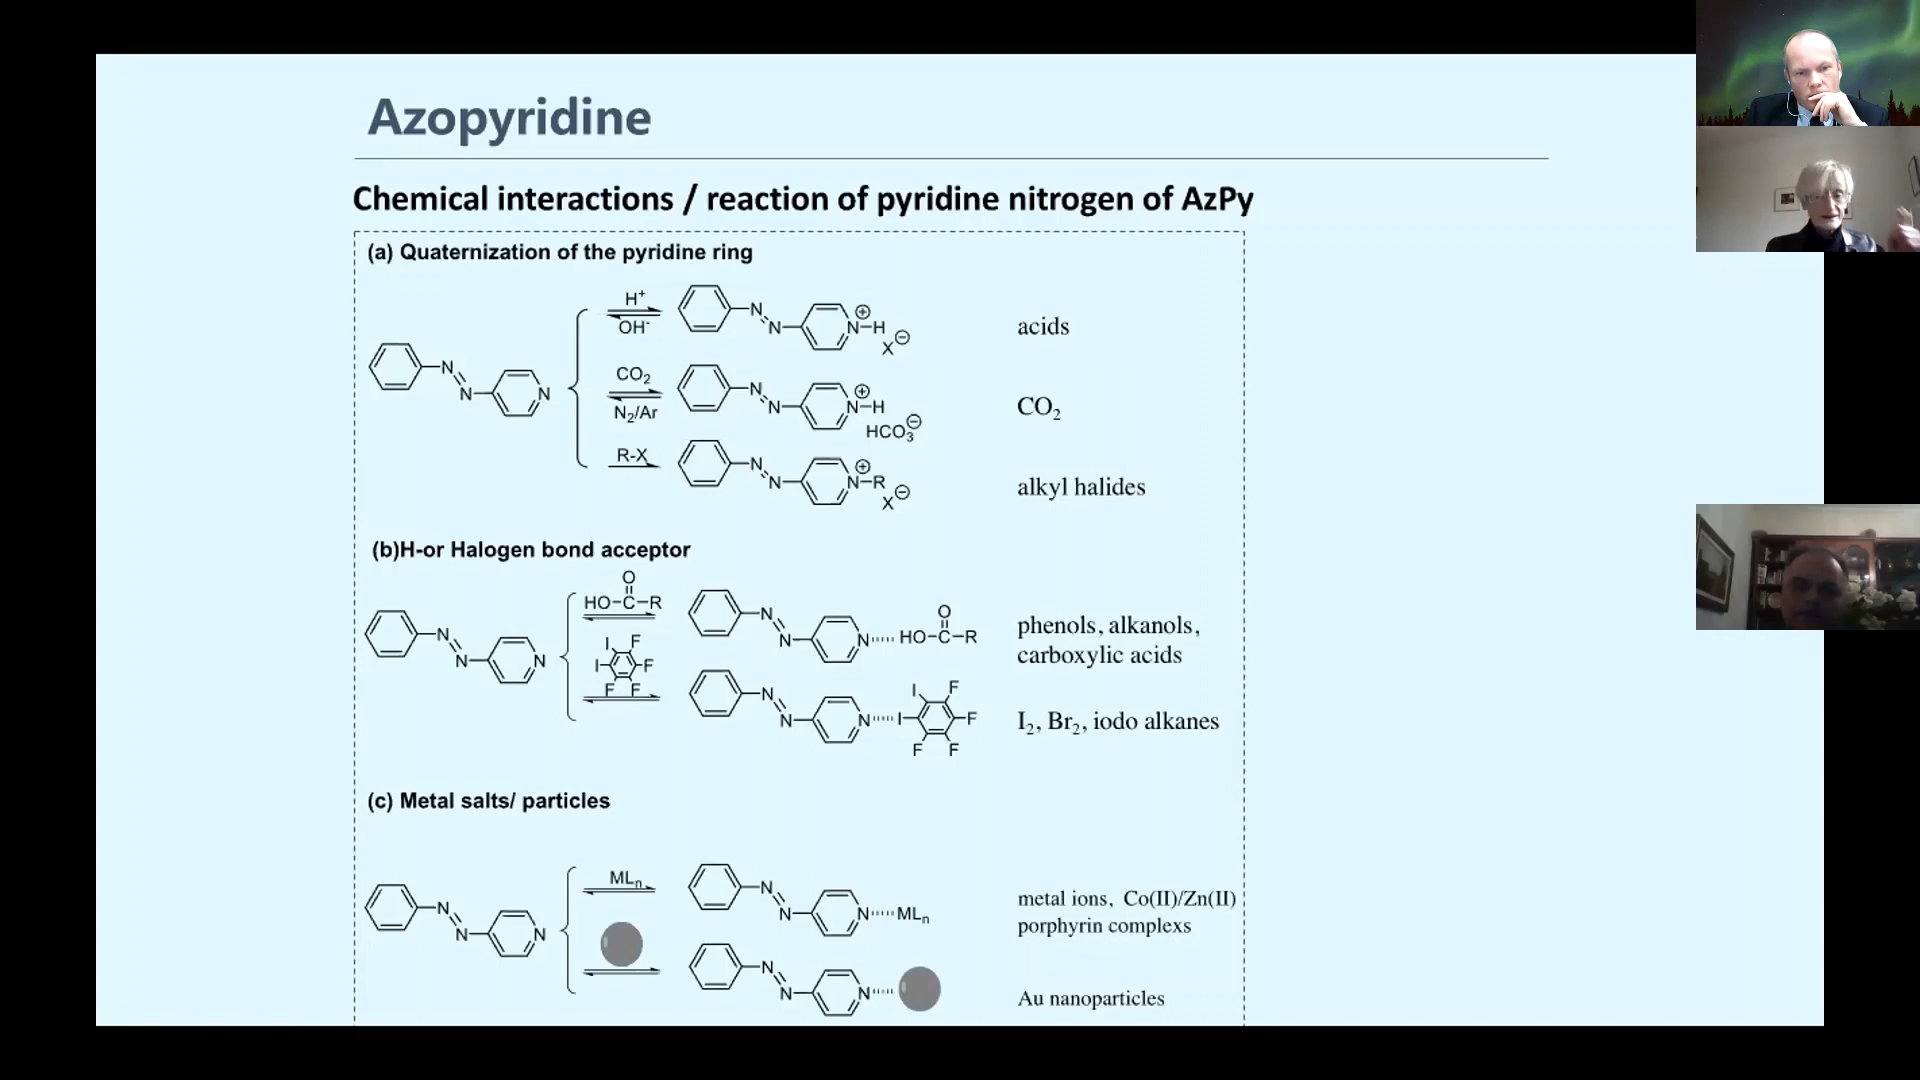 Azopyridine
Chemical interactions / reaction of pyridine nitrogen of AzPy
(a) Quaternization of the pyridine ring
N
N
N
H⁺
OH⁻
N
N
N–H
⊕
X⊖
acids
CO₂
N₂/Ar
N
N
N–H
⊕
HCO₃⊖
CO₂
R-X
N
N
N–R
⊕
X⊖
alkyl halides
(b)H-or Halogen bond acceptor
N
N
N
O
HO–C–R
N
N
N
O
HO–C–R
phenols, alkanols,
carboxylic acids
I F
I F
F F
N
N
N
I F
I F
F F
I₂, Br₂, iodo alkanes
(c) Metal salts/ particles
N
N
N
MLₙ
N
N
N
MLₙ
metal ions, Co(II)/Zn(II)
porphyrin complexs
N
N
N
Au nanoparticles